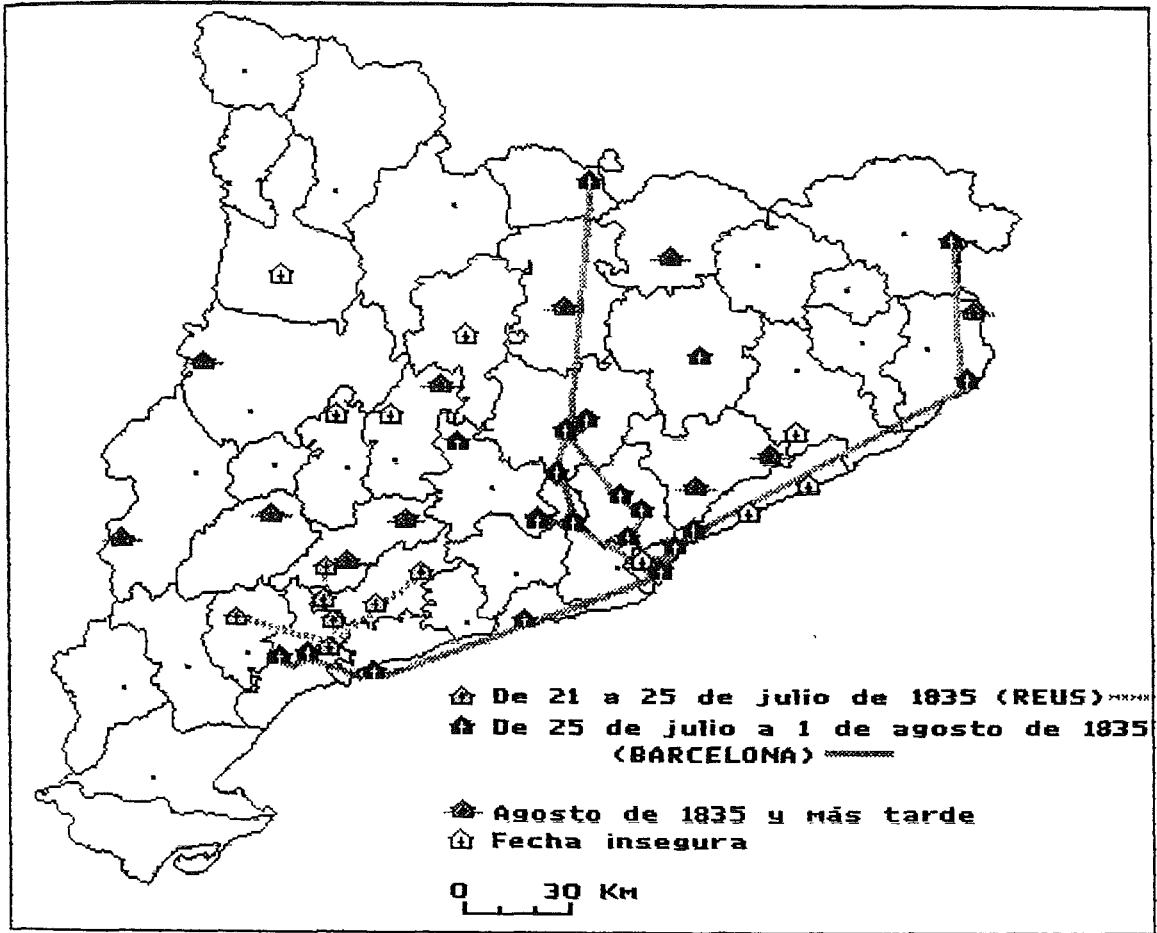 De 21 a 25 de julio de 1835 (REUS)
De 25 de julio a 1 de agosto de 1835
(BARCELONA)
Agosto de 1835 y más tarde
Fecha insegura
0 30 Km